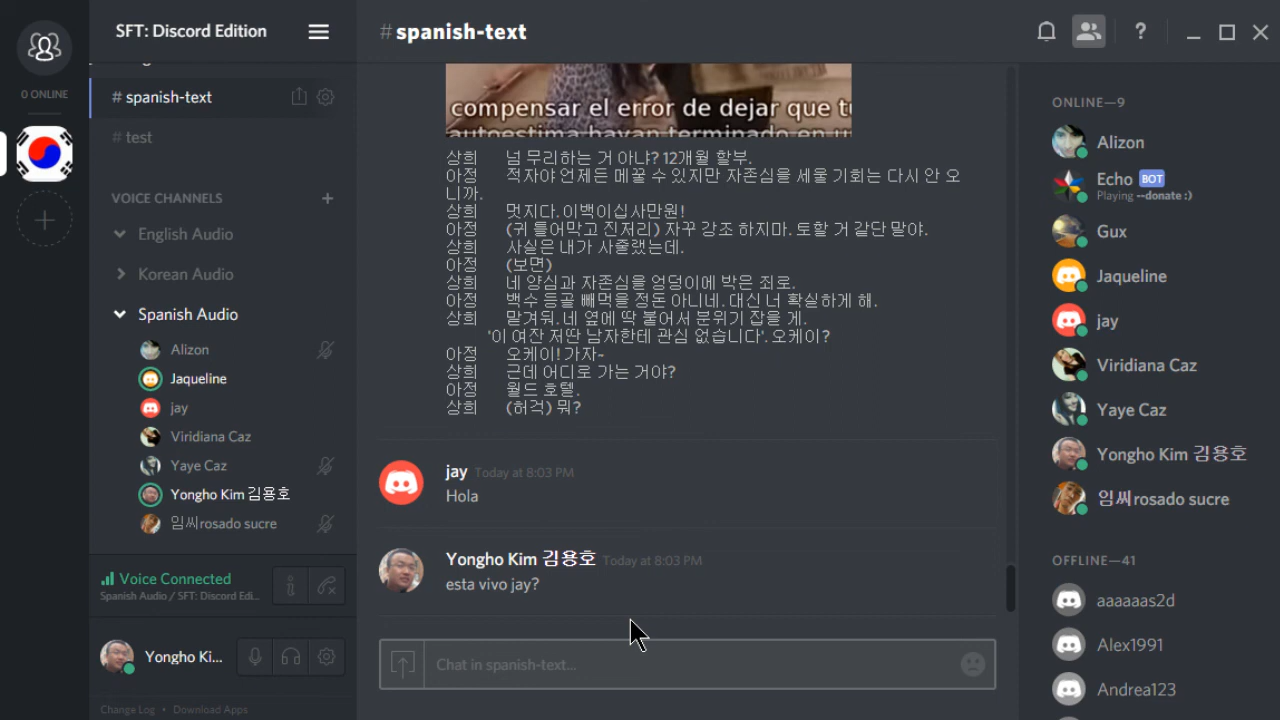 SFT: Discord Edition
0 ONLINE
# spanish-text
# test
VOICE CHANNELS
English Audio
Korean Audio
Spanish Audio
Alizon
Jaqueline
jay
Viridiana Caz
Yaye Caz
Yongho Kim 김용호
임씨rosado sucre
Voice Connected
Spanish Audio / SFT: Discord Edi...
Yongho Ki...
Change Log • Download Apps
# spanish-text
compensar el error de dejar que tu
autoestima hayan terminado en u
상희 넘 무리하는 거 아냐? 12개월 할부.
아정 적자야 언제든 메꿀 수 있지만 자존심을 세울 기회는 다시 안 오
니까.
상희 멋지다. 이백이십사만원!
아정 (귀 틀어막고 진저리) 자꾸 강조 하지마. 토할 거 같단 말야.
상희 사실은 내가 사줄랬는데.
아정 (보면)
상희 네 양심과 자존심을 엉덩이에 박은 죄로.
아정 백수 등골 빼먹을 정돈 아니네. 대신 너 확실하게 해.
상희 맡겨둬. 네 옆에 딱 붙어서 분위기 잡을 게.
'이 여잔 저딴 남자한테 관심 없습니다'. 오케이?
아정 오케이! 가자-
상희 근데 어디로 가는 거야?
아정 월드 호텔.
상희 (허걱) 뭐?
jay Today at 8:03 PM
Hola
Yongho Kim 김용호 Today at 8:03 PM
esta vivo jay?
Chat in spanish-text...
ONLINE—9
Alizon
Echo BOT
Playing --donate :)
Gux
Jaqueline
jay
Viridiana Caz
Yaye Caz
Yongho Kim 김용호
임씨rosado sucre
OFFLINE—41
aaaaaas2d
Alex1991
Andrea123